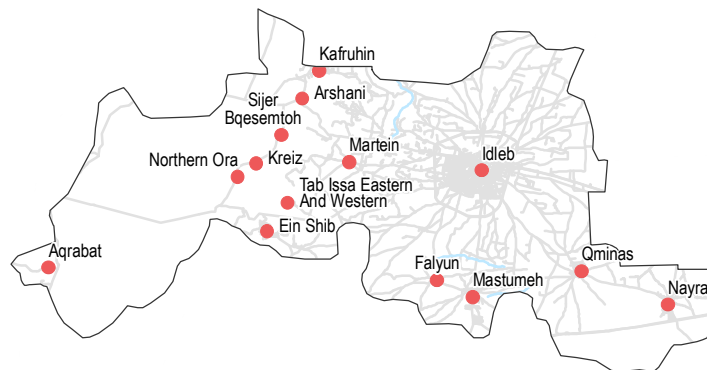 Kafruhin
Arshani
Sijer
Bqesemtoh
Martein
Idleb
Northern Ora
Kreiz
Tab Issa Eastern
And Western
Ein Shib
Aqrabat
Falyun
Qminas
Mastumeh
Nayra